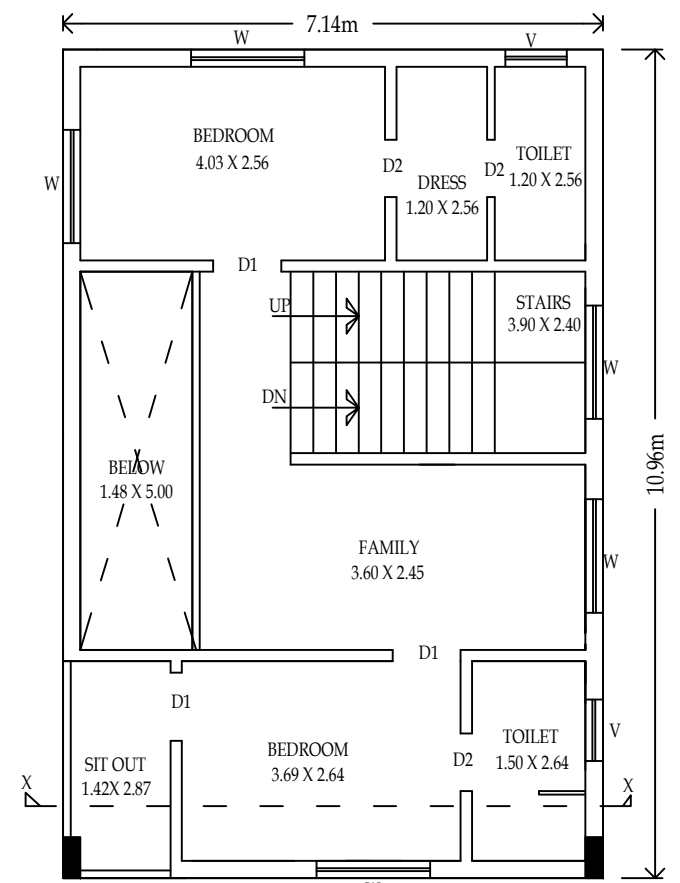 7.14m
W
V
BEDROOM
4.03 X 2.56
W
D2
DRESS
1.20 X 2.56
D2
TOILET
1.20 X 2.56
D1
UP
STAIRS
3.90 X 2.40
W
DN
10.96m
BELOW
1.48 X 5.00
FAMILY
3.60 X 2.45
W
D1
D1
SIT OUT
1.42X 2.87
BEDROOM
3.69 X 2.64
D2
TOILET
1.50 X 2.64
V
X
X